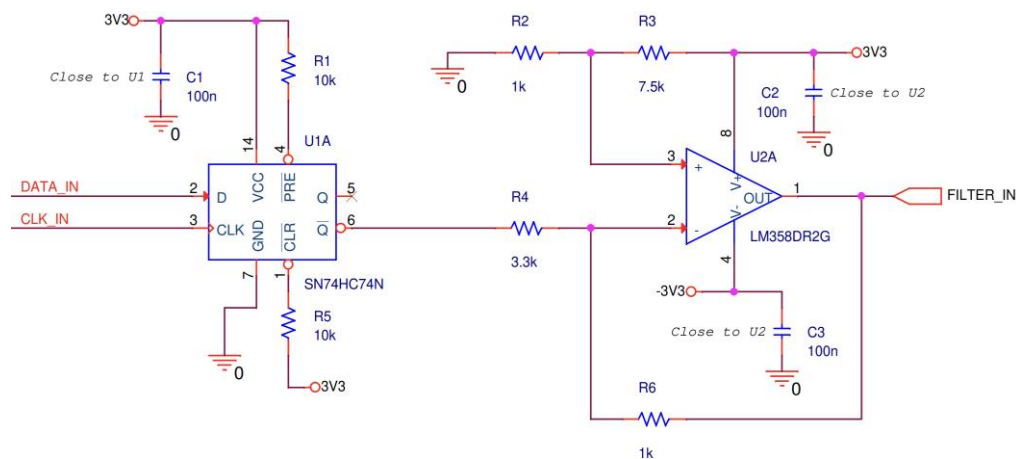 3V3
R2
R3
3V3
Close to U1
C1
100n
R1
10k
0
1k
7.5k
C2
100n
Close to U2
0
0
U1A
14
4
8
U2A
DATA_IN
2
D
VCC
PRE
Q
5
3
+
V+
OUT
1
FILTER_IN
CLK_IN
3
CLK
GND
CLR
Q
6
R4
3.3k
2
-
V-
LM358DR2G
7
1
SN74HC74N
4
R5
10k
-3V3
Close to U2
C3
100n
0
3V3
0
R6
1k